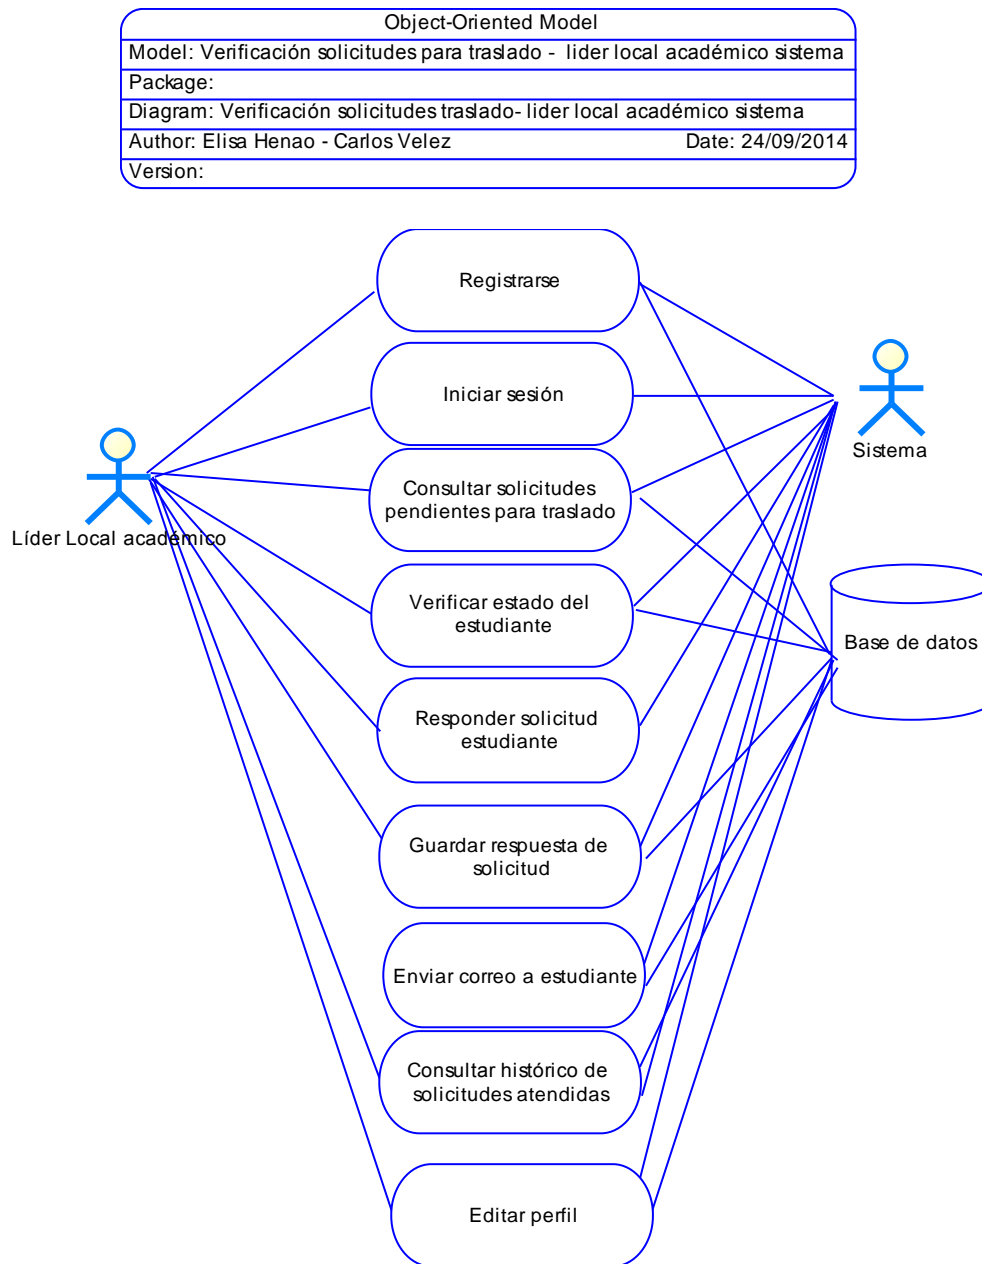 Object-Oriented Model
Model: Verificación solicitudes para traslado - lider local académico sistema
Package:
Diagram: Verificación solicitudes traslado- lider local académico sistema
Author: Elisa Henao - Carlos Velez Date: 24/09/2014
Version:
Registrarse
Iniciar sesión
Sistema
Líder Local académico
Consultar solicitudes
pendientes para traslado
Verificar estado del
estudiante
Base de datos
Responder solicitud
estudiante
Guardar respuesta de
solicitud
Enviar correo a estudiante
Consultar histórico de
solicitudes atendidas
Editar perfil